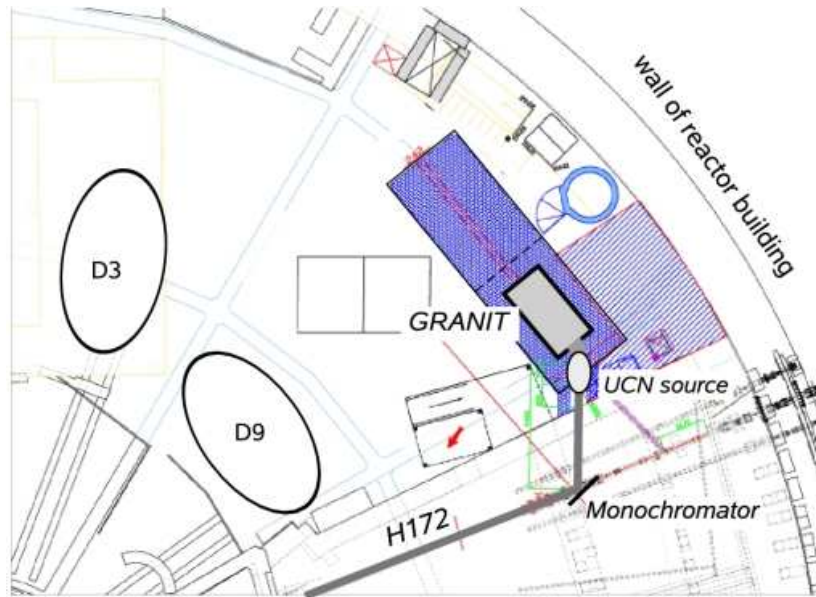 wall of reactor building
D3
GRANIT
UCN source
D9
Monochromator
H172